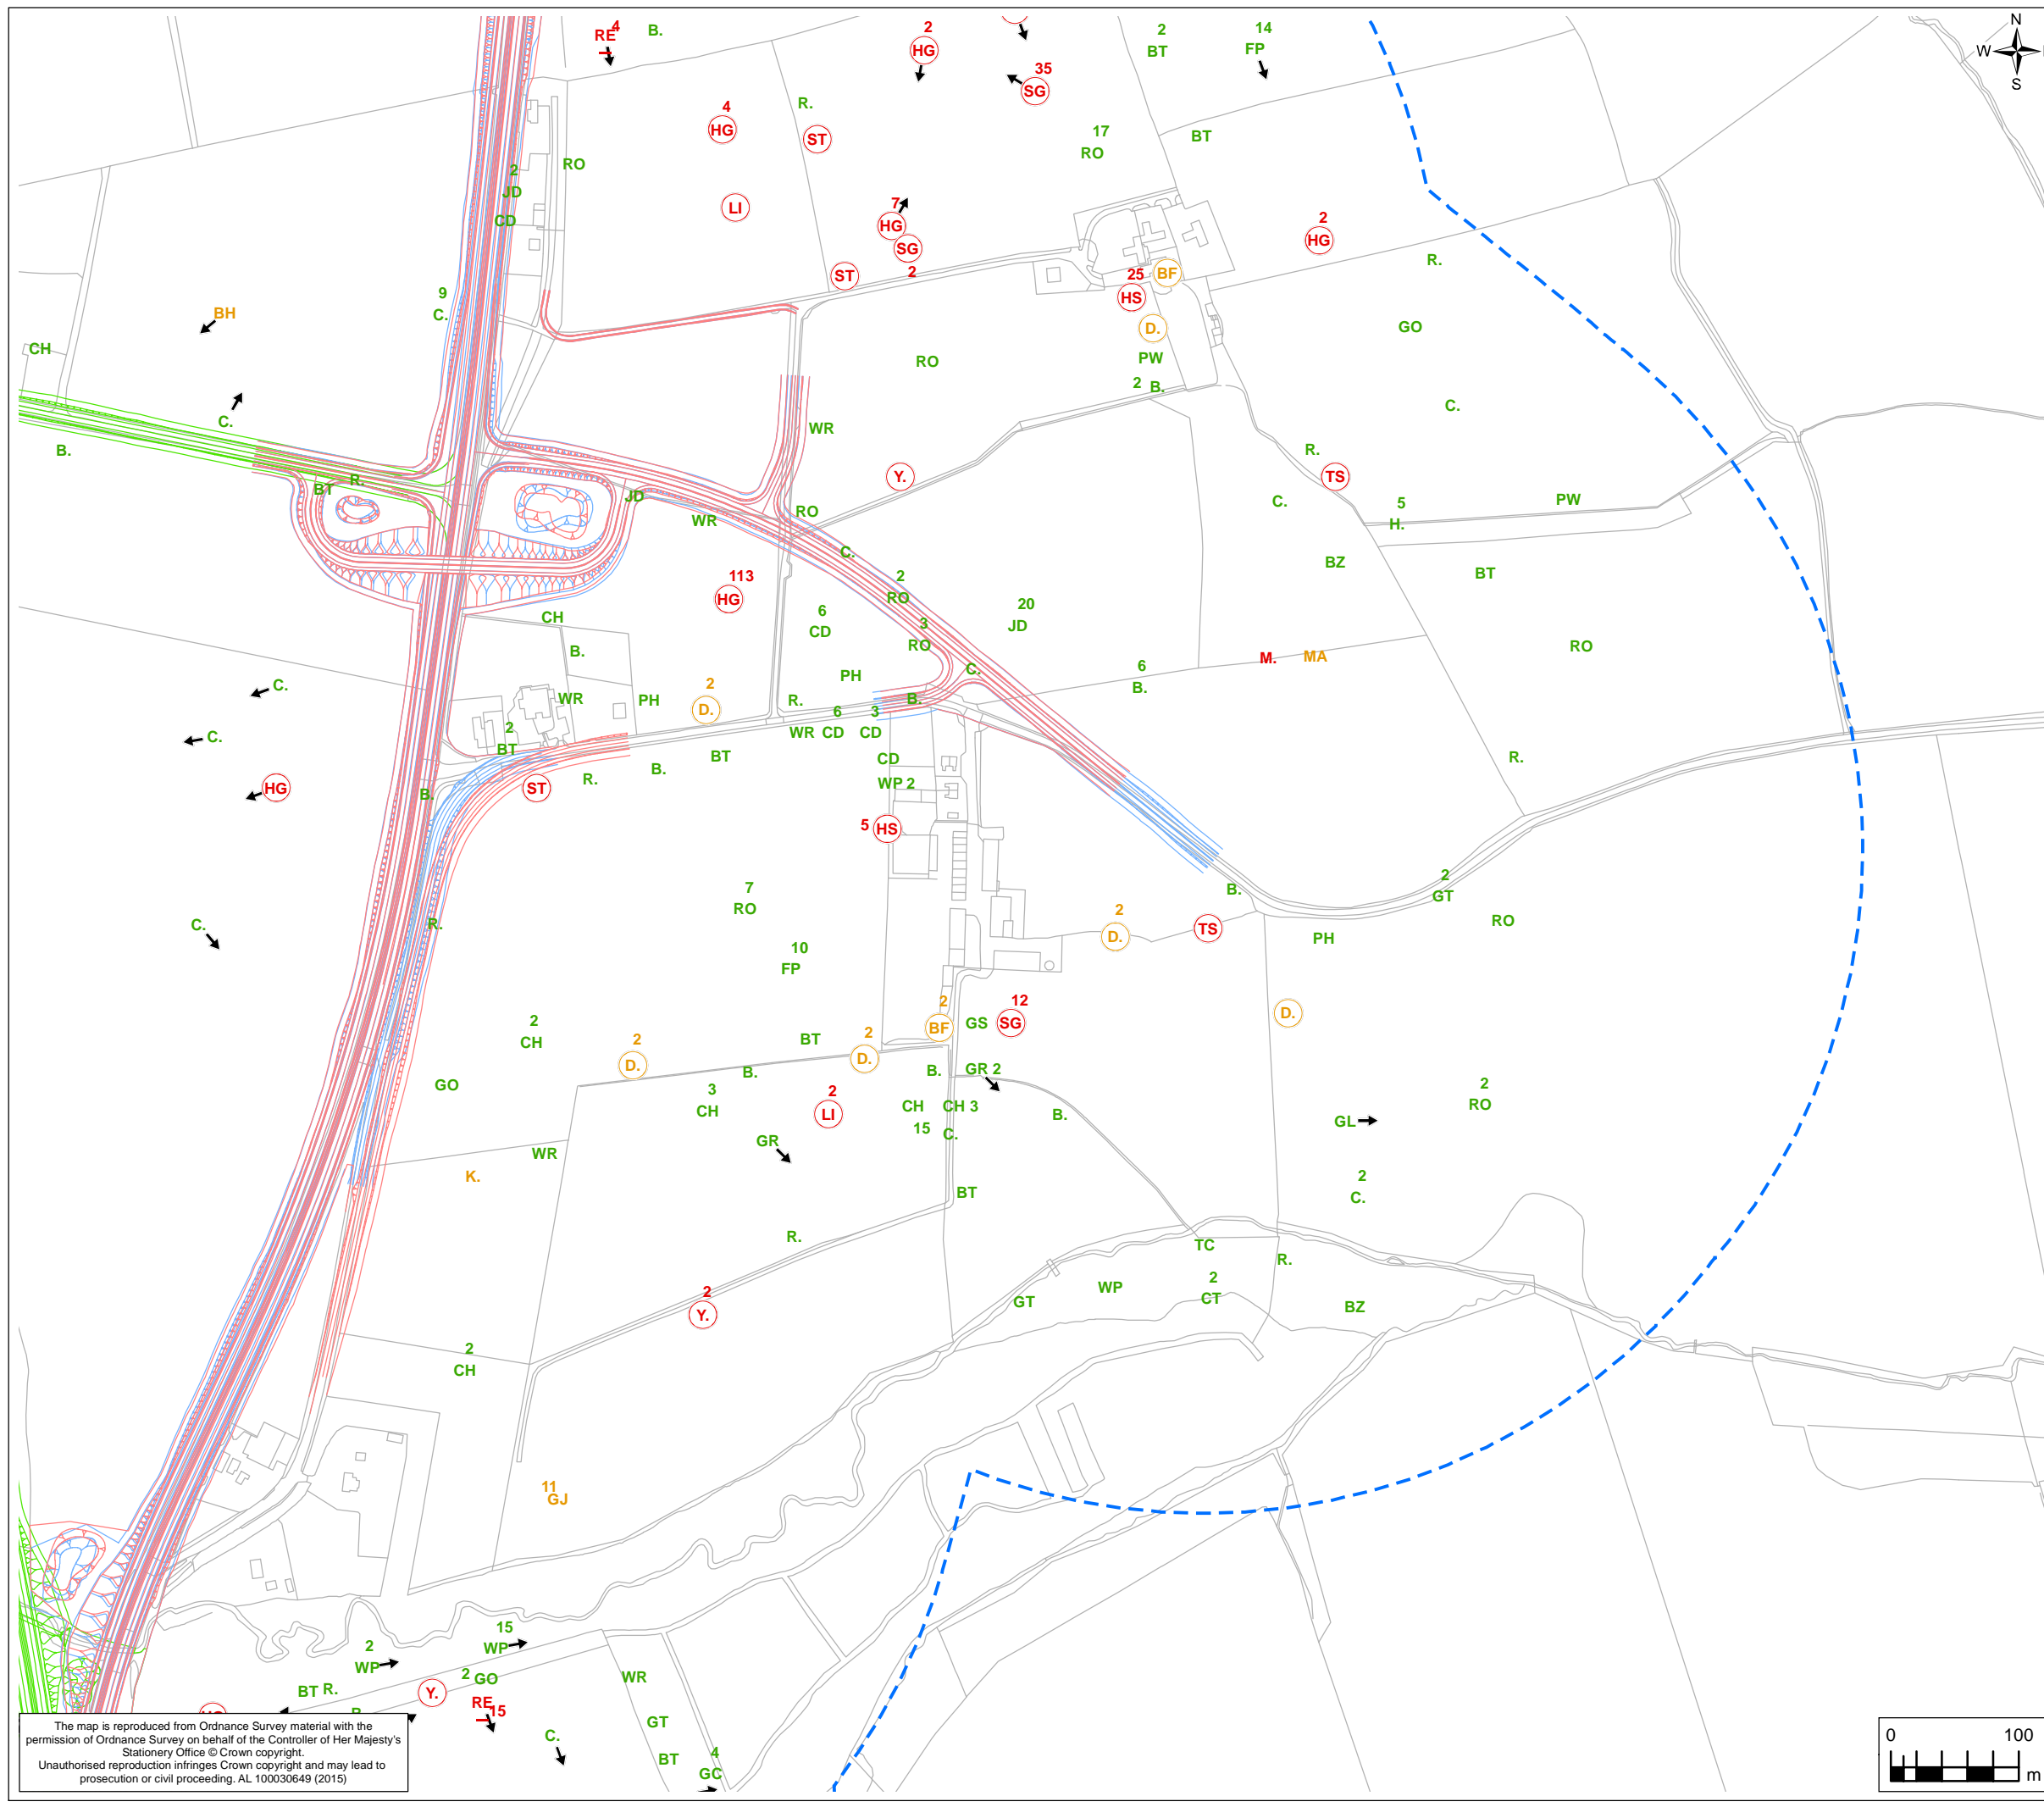 N
W
S
4
RE
B.
2
HG
2
BT
14
FP
35
SG
4
HG
R.
ST
17
RO
BT
RO
2
JD
CD
LI
7
HG
SG
2
ST
2
HG
R.
25
HS
BF
D.
GO
9
C.
BH
CH
RO
PW
2 B.
C.
C.
B.
WR
R.
TS
Y.
R.
BT
JD
WR
RO
C.
5
H.
PW
C.
BZ
BT
113
HG
2
RO
6
CD
3
RO
20
JD
CH
B.
RO
M.
MA
C.
PH
6
B.
C.
WR
PH
2
D.
R.
B.
6
3
WR CD
CD
C.
2
BT
BT
CD
R.
B.
R.
WP 2
HG
B.
ST
5 HS
7
RO
2
GT
B.
RO
C.
R.
10
FP
2
D.
TS
PH
2
BF
12
SG
GS
D.
2
CH
2
D.
BT
2
D.
GO
B.
B.
GR 2
3
CH
2
LI
CH
CH 3
B.
2
RO
GL
15
C.
GR
WR
K.
BT
2
C.
R.
TC
R.
2
CT
WP
GT
BZ
2
Y.
2
CH
11
GJ
15
WP
2
WP
2
GO
WR
BT R.
Y.
RE
15
GT
C.
BT
4
GC
The map is reproduced from Ordnance Survey material with the
permission of Ordnance Survey on behalf of the Controller of Her Majesty's
Stationery Office © Crown copyright.
Unauthorised reproduction infringes Crown copyright and may lead to
prosecution or civil proceeding. AL 100030649 (2015)
0 100
m